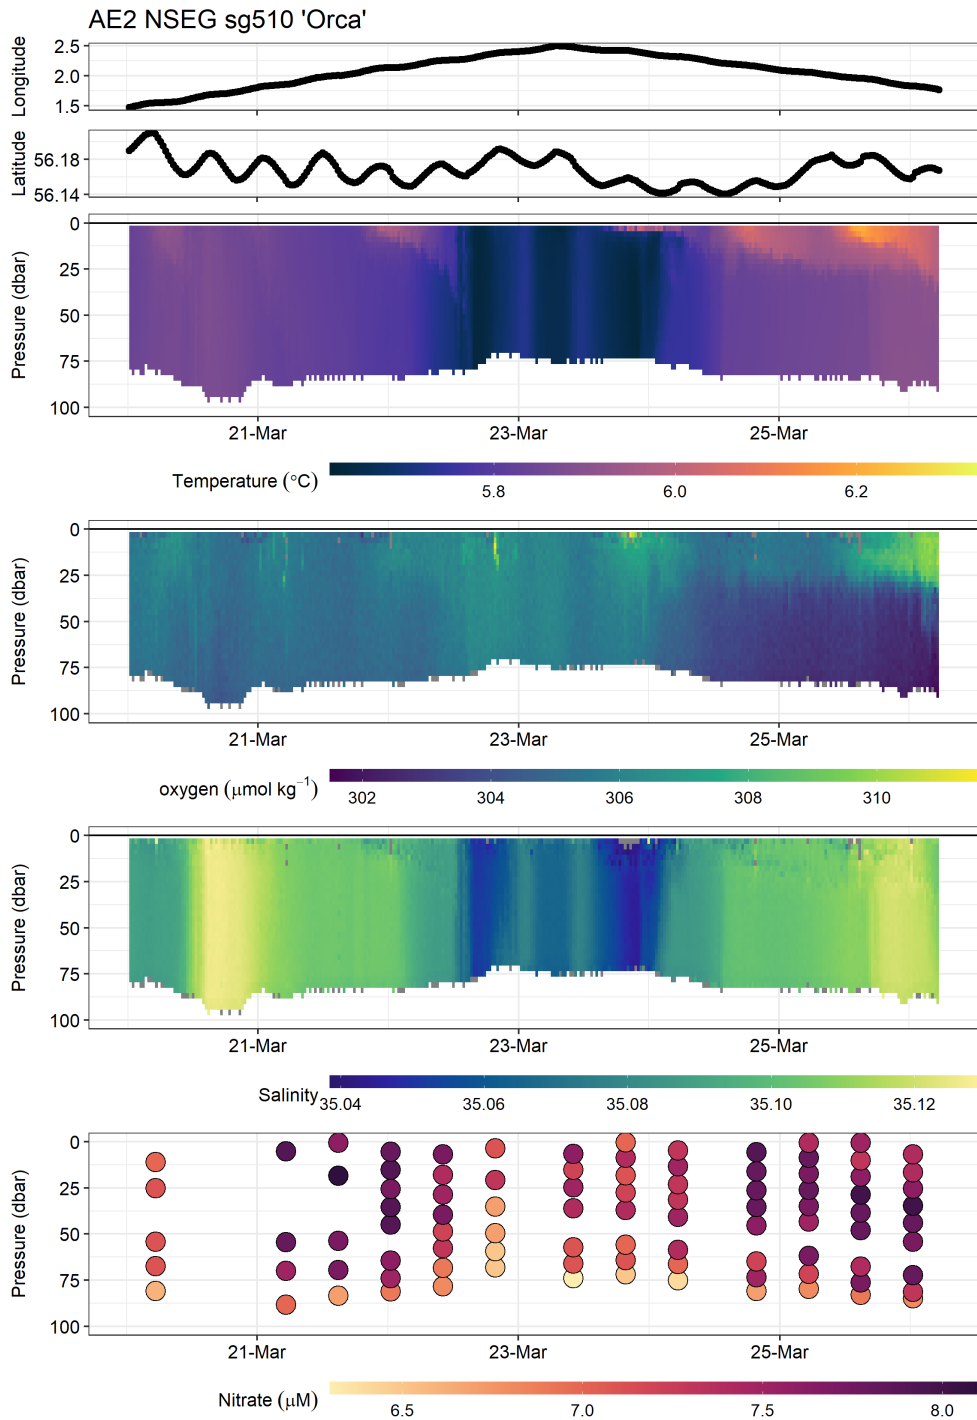 AE2 NSEG sg510 'Orca'
Longitude
2.5
2.0
1.5
Latitude
56.18
56.14
Pressure (dbar)
0
25
50
75
100
21-Mar 23-Mar 25-Mar
Temperature (°C)
5.8 6.0 6.2
Pressure (dbar)
0
25
50
75
100
21-Mar 23-Mar 25-Mar
oxygen (μmol kg⁻¹)
302 304 306 308 310
Pressure (dbar)
0
25
50
75
100
21-Mar 23-Mar 25-Mar
Salinity
35.04 35.06 35.08 35.10 35.12
Pressure (dbar)
0
25
50
75
100
21-Mar 23-Mar 25-Mar
Nitrate (μM)
6.5 7.0 7.5 8.0